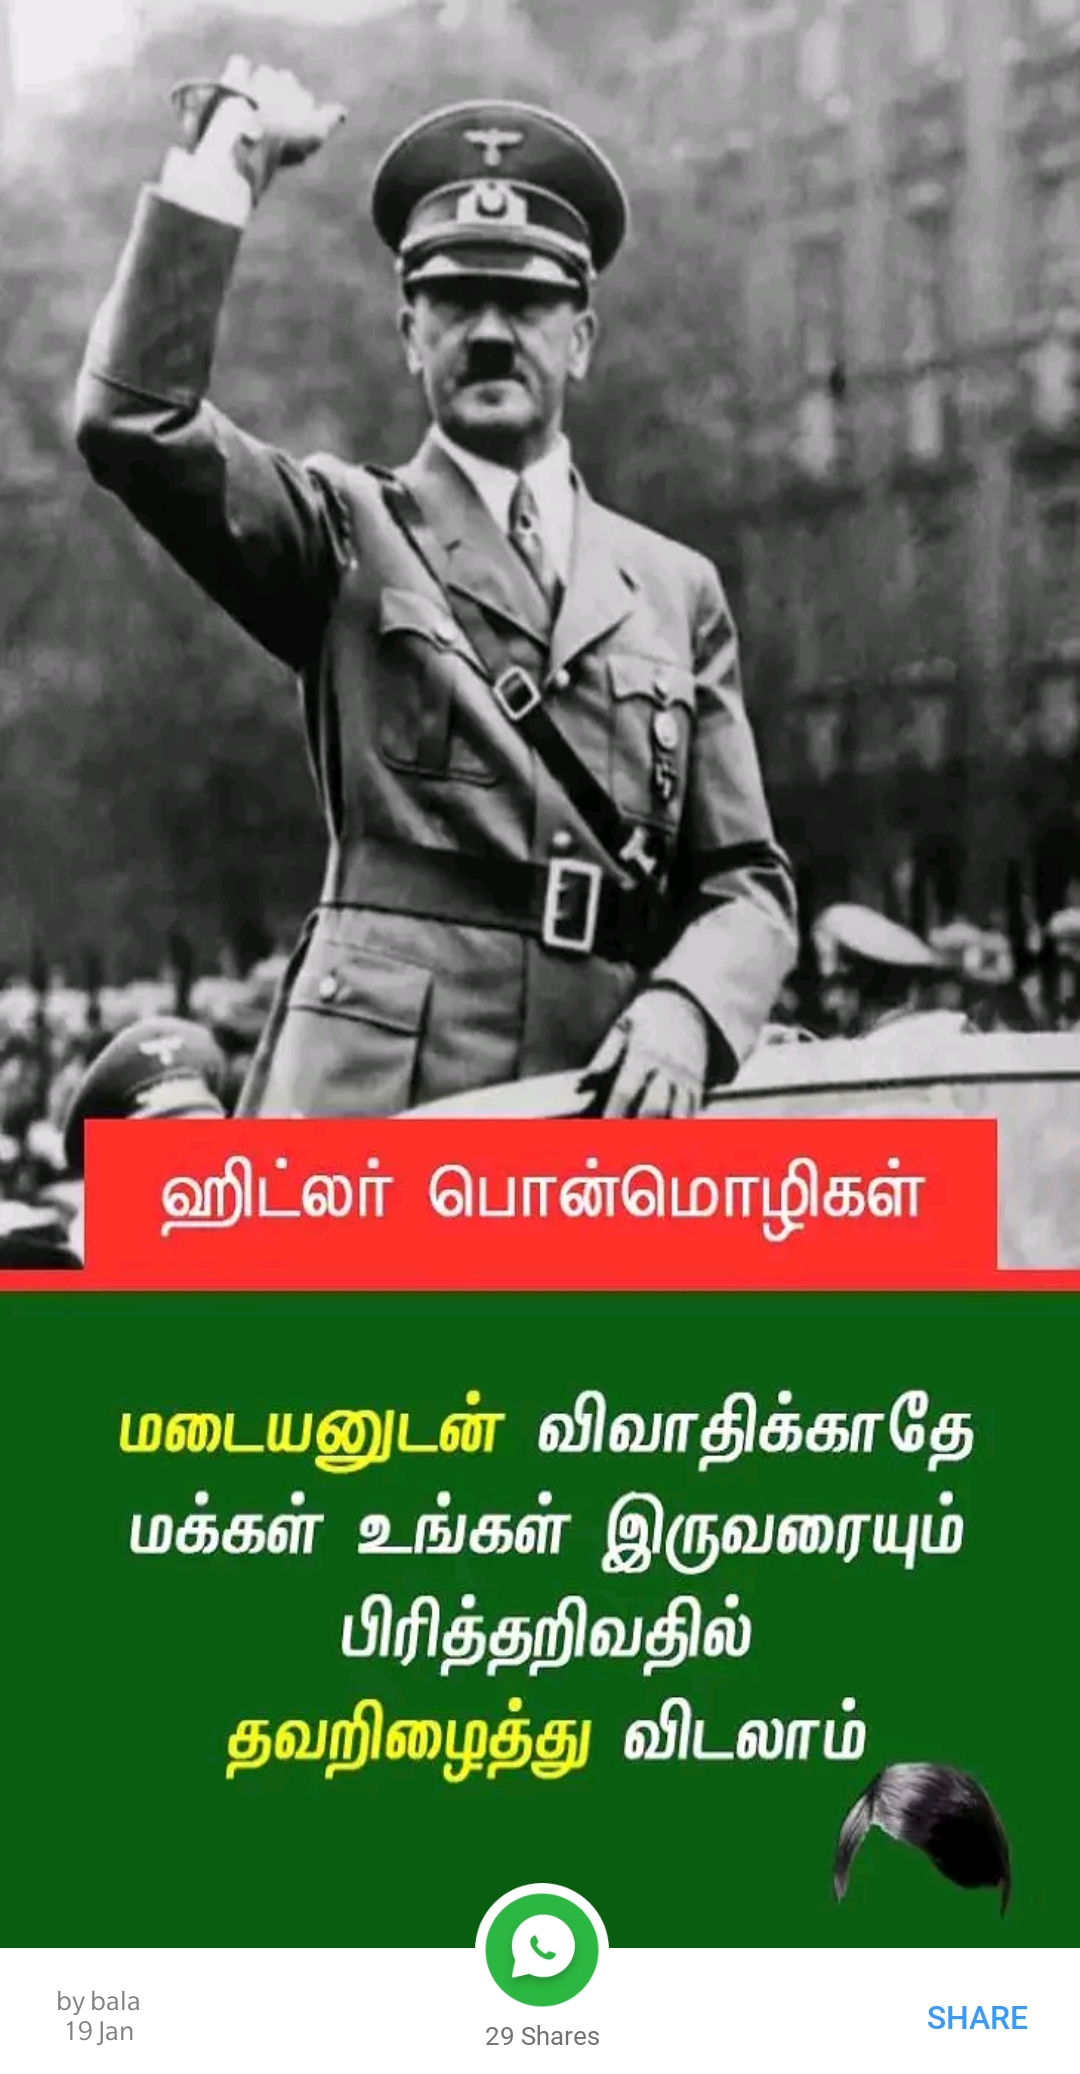 ஹிட்லர் பொன்மொழிகள்
மடையனுடன் விவாதிக்காதே
மக்கள் உங்கள் இருவரையும்
பிரித்தறிவதில்
தவறிழைத்து விடலாம்
by bala
19 Jan
29 Shares
SHARE